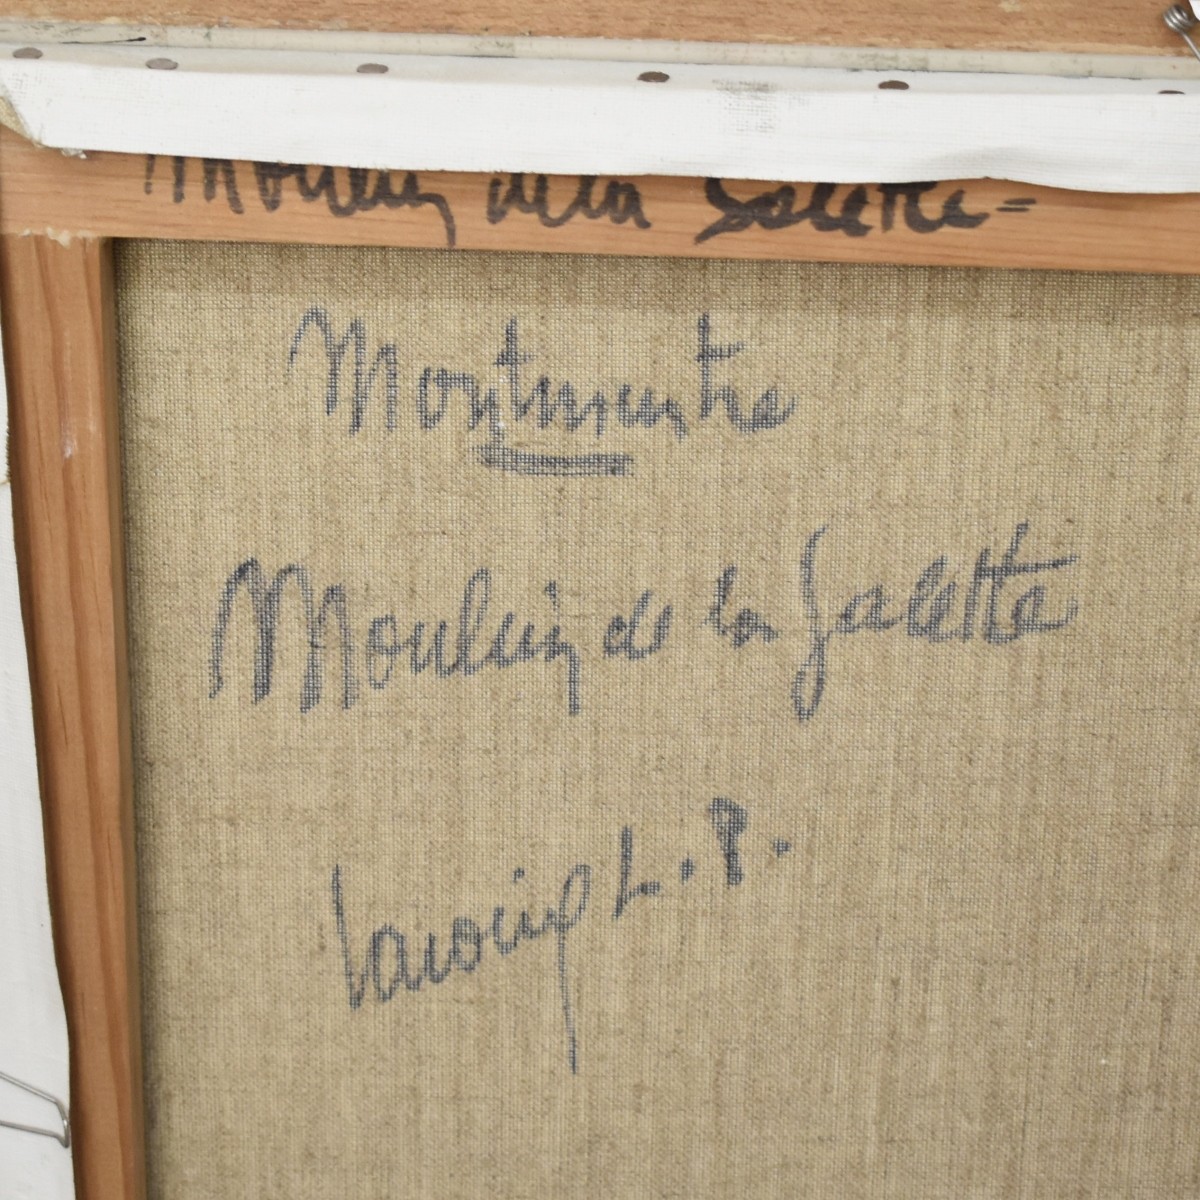 Moulin de la Galette =
Montmartre
Moulin de la Galette
L. P.